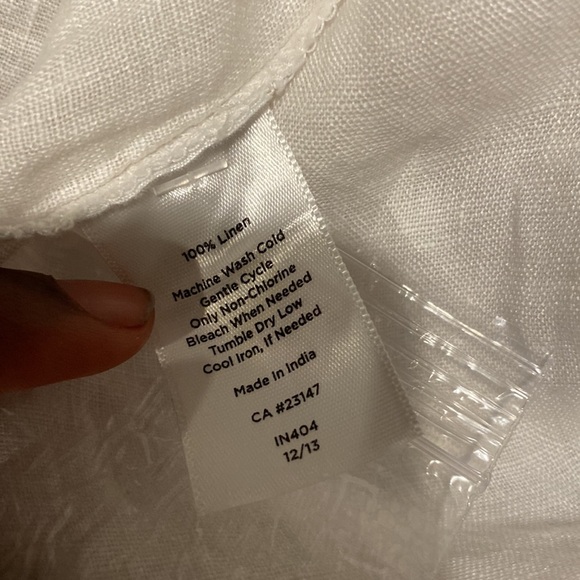 100% Linen
Machine Wash Cold
Gentle Cycle
Only Non-Chlorine
Bleach When Needed
Tumble Dry Low
Cool Iron, If Needed
Made in India
CA #23147
IN404
12/13